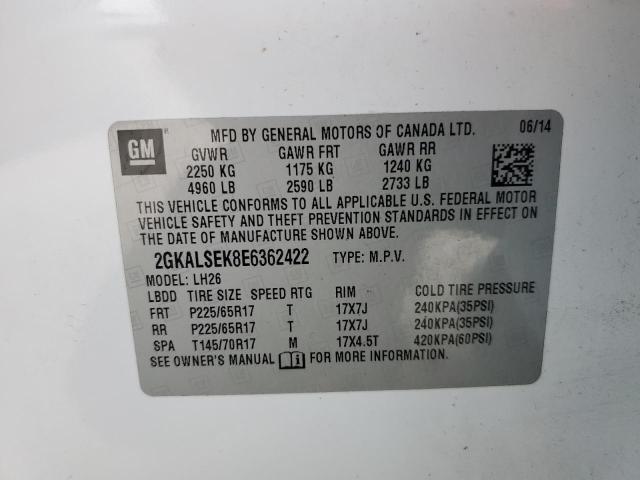 GM
MFD BY GENERAL MOTORS OF CANADA LTD. 06/14
GVWR GAWR FRT GAWR RR
2250 KG 1175 KG 1240 KG
4960 LB 2590 LB 2733 LB
THIS VEHICLE CONFORMS TO ALL APPLICABLE U.S. FEDERAL MOTOR
VEHICLE SAFETY AND THEFT PREVENTION STANDARDS IN EFFECT ON
THE DATE OF MANUFACTURE SHOWN ABOVE.
2GKALSEK8E6362422 TYPE: M.P.V.
MODEL: LH26
LBDD TIRE SIZE SPEED RTG RIM COLD TIRE PRESSURE
FRT P225/65R17 T 17X7J 240KPA(35PSI)
RR P225/65R17 T 17X7J 240KPA(35PSI)
SPA T145/70R17 M 17X4.5T 420KPA(60PSI)
SEE OWNER'S MANUAL FOR MORE INFORMATION.